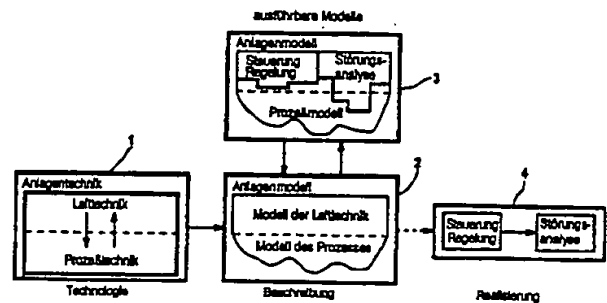 ausführbare Modelle
Anlagenmodell
Steuerung
Regelung
Störungs-
analyse
Prozeßmodell
3
1
Anlagentechnik
Leittechnik
Prozeßtechnik
Technologie
2
Anlagenmodell
Modell der Leittechnik
Modell des Prozesses
Beschreibung
4
Steuerung
Regelung
Störungs-
analyse
Realisierung